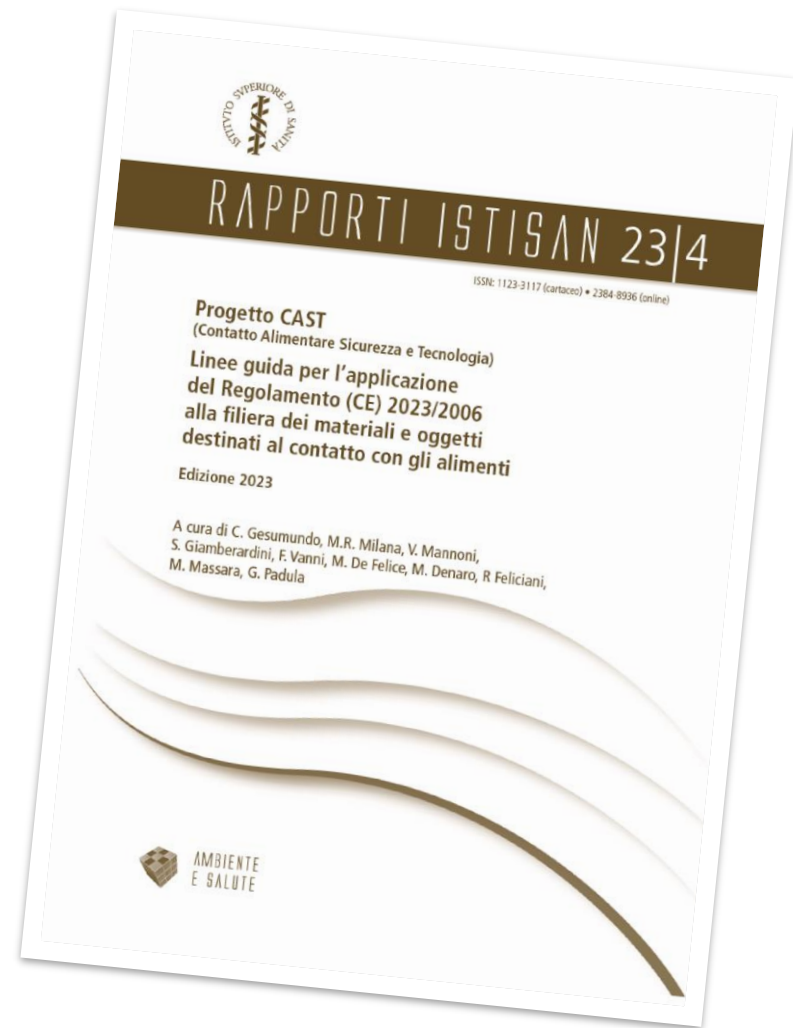 ISTITVTO SVPERIORE DI SANITÀ
RAPPORTI ISTISAN 23|4
ISSN: 1123-3117 (cartaceo) • 2384-8936 (online)
Progetto CAST
(Contatto Alimentare Sicurezza e Tecnologia)
Linee guida per l’applicazione
del Regolamento (CE) 2023/2006
alla filiera dei materiali e oggetti
destinati al contatto con gli alimenti
Edizione 2023
A cura di C. Gesumundo, M.R. Milana, V. Mannoni,
S. Giamberardini, F. Vanni, M. De Felice, M. Denaro, R Feliciani,
M. Massara, G. Padula
AMBIENTE
E SALUTE